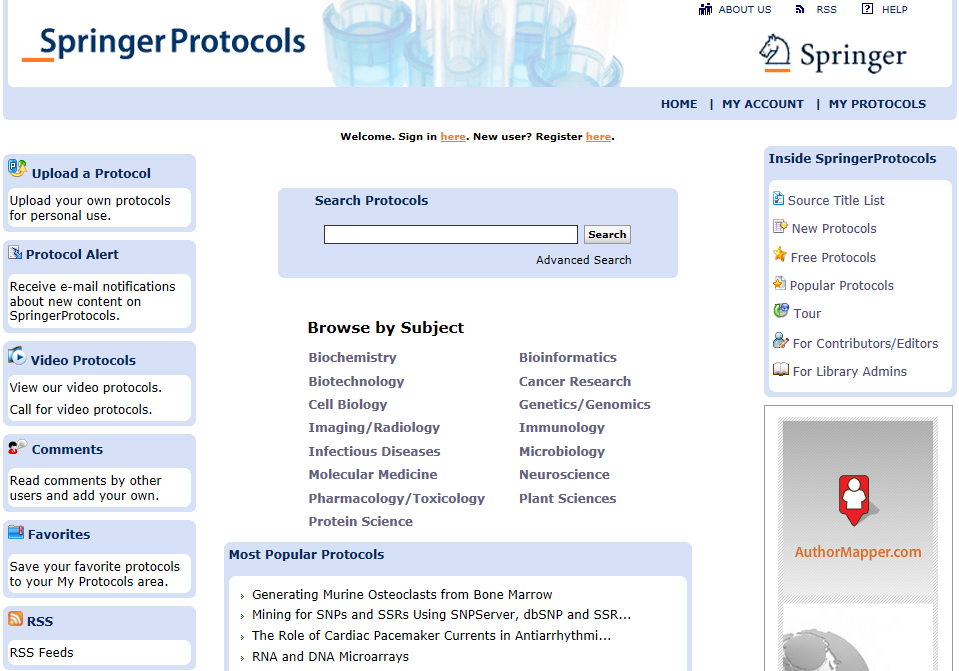 ABOUT US RSS ? HELP
SpringerProtocols
Springer
HOME | MY ACCOUNT | MY PROTOCOLS
Welcome. Sign in here. New user? Register here.
Upload a Protocol
Upload your own protocols
for personal use.
Protocol Alert
Receive e-mail notifications
about new content on
SpringerProtocols.
Video Protocols
View our video protocols.
Call for video protocols.
Comments
Read comments by other
users and add your own.
Favorites
Save your favorite protocols
to your My Protocols area.
RSS
RSS Feeds
Search Protocols
Search
Advanced Search
Browse by Subject
Biochemistry Bioinformatics
Biotechnology Cancer Research
Cell Biology Genetics/Genomics
Imaging/Radiology Immunology
Infectious Diseases Microbiology
Molecular Medicine Neuroscience
Pharmacology/Toxicology Plant Sciences
Protein Science
Most Popular Protocols
› Generating Murine Osteoclasts from Bone Marrow
› Mining for SNPs and SSRs Using SNPServer, dbSNP and SSR...
› The Role of Cardiac Pacemaker Currents in Antiarrhythmi...
› RNA and DNA Microarrays
Inside SpringerProtocols
Source Title List
New Protocols
Free Protocols
Popular Protocols
Tour
For Contributors/Editors
For Library Admins
AuthorMapper.com